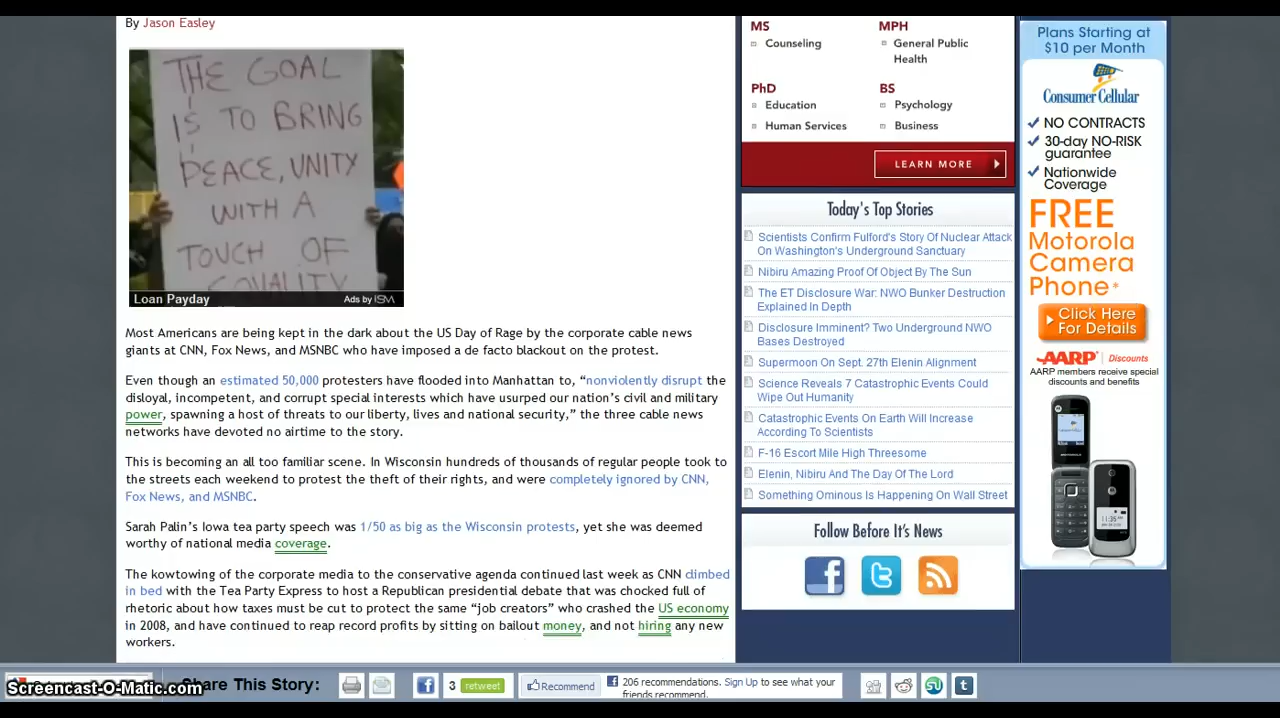 By Jason Easley
THE GOAL
IS TO BRING
PEACE, UNITY
WITH A
TOUCH OF
EQUALITY
Loan Payday
Ads by ISM
Most Americans are being kept in the dark about the US Day of Rage by the corporate cable news
giants at CNN, Fox News, and MSNBC who have imposed a de facto blackout on the protest.
Even though an estimated 50,000 protesters have flooded into Manhattan to, “nonviolently disrupt the
disloyal, incompetent, and corrupt special interests which have usurped our nation’s civil and military
power, spawning a host of threats to our liberty, lives and national security,” the three cable news
networks have devoted no airtime to the story.
This is becoming an all too familiar scene. In Wisconsin hundreds of thousands of regular people took to
the streets each weekend to protest the theft of their rights, and were completely ignored by CNN,
Fox News, and MSNBC.
Sarah Palin’s Iowa tea party speech was 1/50 as big as the Wisconsin protests, yet she was deemed
worthy of national media coverage.
The kowtowing of the corporate media to the conservative agenda continued last week as CNN climbed
in bed with the Tea Party Express to host a Republican presidential debate that was chocked full of
rhetoric about how taxes must be cut to protect the same “job creators” who crashed the US economy
in 2008, and have continued to reap record profits by sitting on bailout money, and not hiring any new
workers.
MS
Counseling
MPH
General Public
Health
PhD
Education
Human Services
BS
Psychology
Business
LEARN MORE
Today's Top Stories
Scientists Confirm Fulford's Story Of Nuclear Attack
On Washington's Underground Sanctuary
Nibiru Amazing Proof Of Object By The Sun
The ET Disclosure War: NWO Bunker Destruction
Explained In Depth
Disclosure Imminent? Two Underground NWO
Bases Destroyed
Supermoon On Sept. 27th Elenin Alignment
Science Reveals 7 Catastrophic Events Could
Wipe Out Humanity
Catastrophic Events On Earth Will Increase
According To Scientists
F-16 Escort Mile High Threesome
Elenin, Nibiru And The Day Of The Lord
Something Ominous Is Happening On Wall Street
Follow Before It's News
Plans Starting at
$10 per Month
Consumer Cellular
NO CONTRACTS
30-day NO-RISK
guarantee
Nationwide
Coverage
FREE
Motorola
Camera
Phone*
Click Here
For Details
AARP Discounts
AARP members receive special
discounts and benefits
Screencast-O-Matic.com
Share This Story:
3 retweet
Recommend
206 recommendations. Sign Up to see what your
friends recommend.